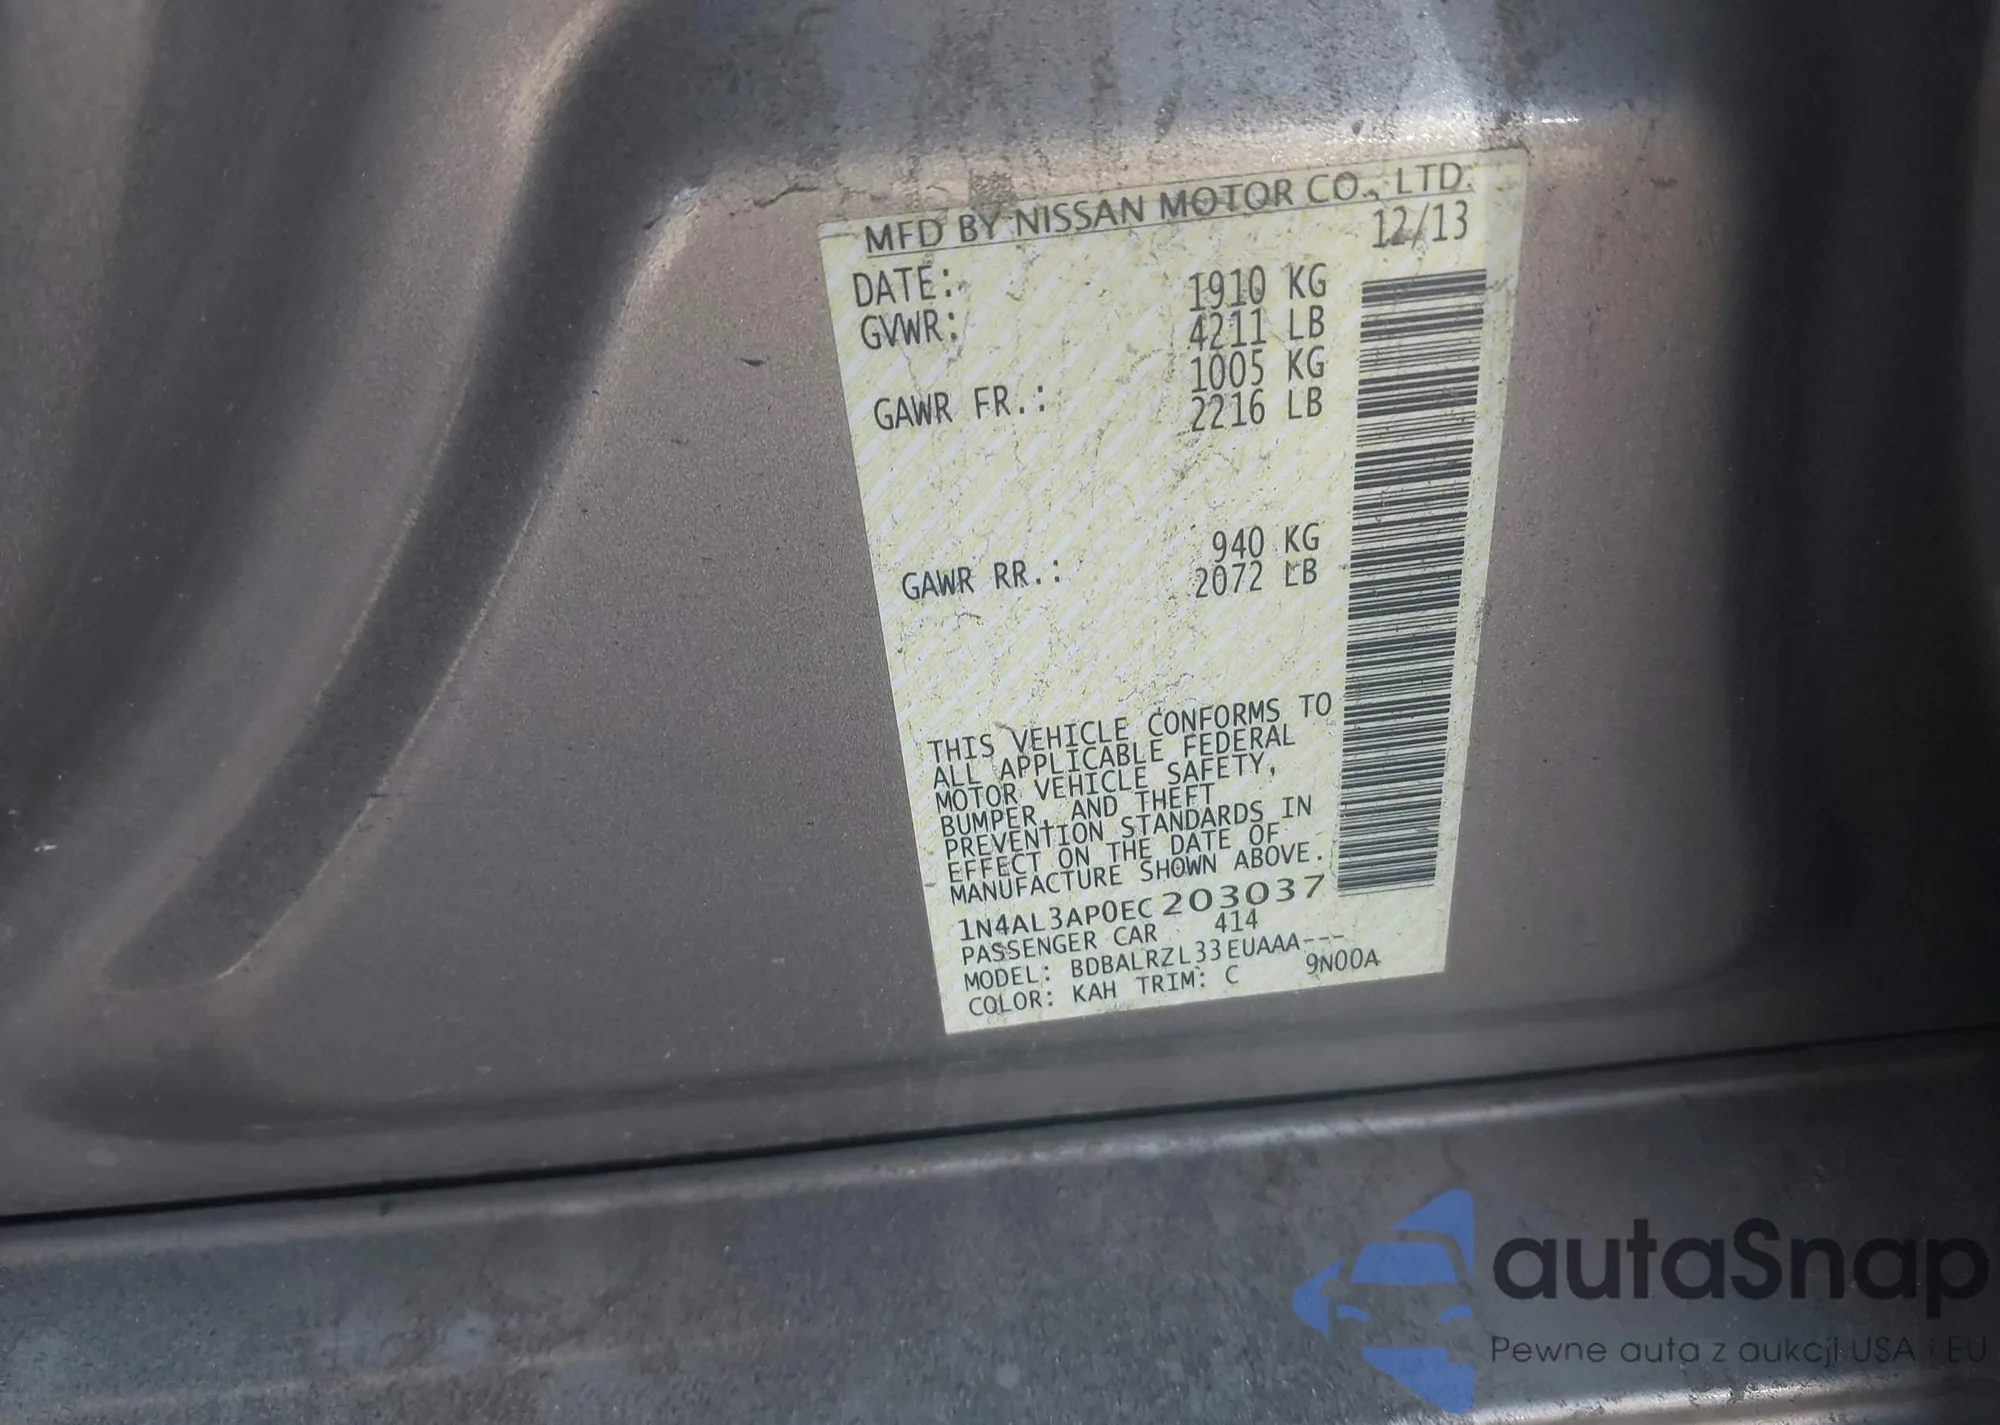 MFD BY NISSAN MOTOR CO., LTD.
DATE: 12/13
GVWR: 1910 KG
4211 LB
GAWR FR.: 1005 KG
2216 LB
GAWR RR.: 940 KG
2072 LB
THIS VEHICLE CONFORMS TO
ALL APPLICABLE FEDERAL
MOTOR VEHICLE SAFETY,
BUMPER, AND THEFT
PREVENTION STANDARDS IN
EFFECT ON THE DATE OF
MANUFACTURE SHOWN ABOVE.
1N4AL3AP0EC203037
PASSENGER CAR 414
MODEL: BDBALRZL33EUAAA---
COLOR: KAH TRIM: C 9N00A
autaSnap
Pewne auta z aukcji USA i EU